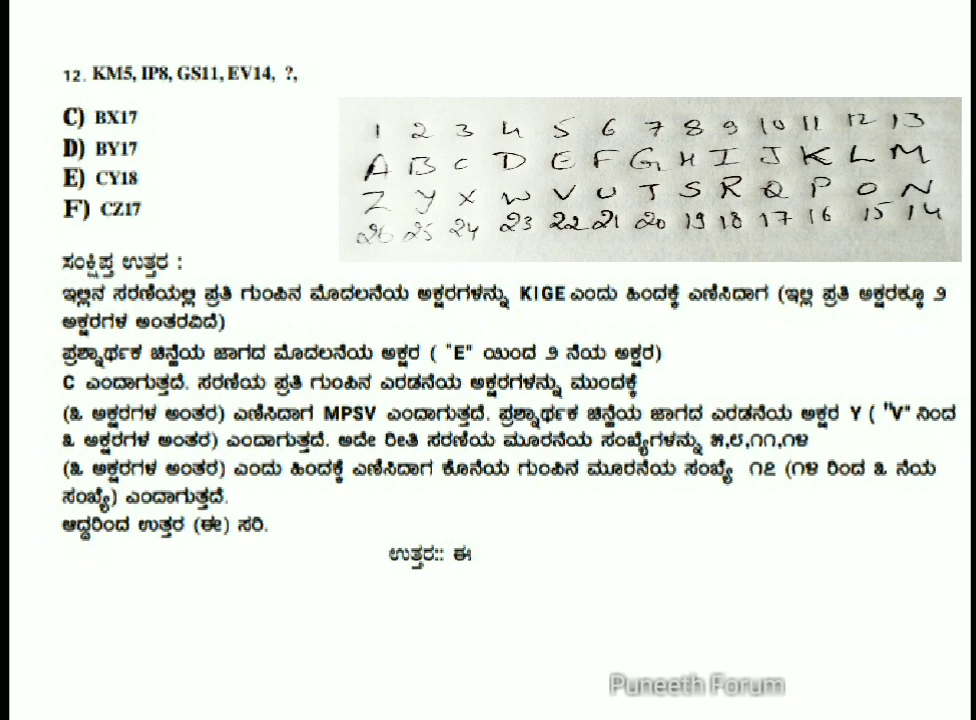 12. KM5, IP8, GS11, EV14, ?,
C) BX17
D) BY17
E) CY18
F) CZ17
1 2 3 4 5 6 7 8 9 10 11 12 13
A B C D E F G H I J K L M
Z Y X W V U T S R Q P O N
26 25 24 23 22 21 20 19 18 17 16 15 14
ಸಂಕ್ಷಿಪ್ತ ಉತ್ತರ :
ಇಲ್ಲಿನ ಸರಣಿಯಲ್ಲಿ ಪ್ರತಿ ಗುಂಪಿನ ಮೊದಲನೆಯ ಅಕ್ಷರಗಳನ್ನು KIGE ಎಂದು ಹಿಂದಕ್ಕೆ ಎಣಿಸಿದಾಗ (ಇಲ್ಲಿ ಪ್ರತಿ ಅಕ್ಷರಕ್ಕೂ ೨
ಅಕ್ಷರಗಳ ಅಂತರವಿದೆ)
ಪ್ರಶ್ನಾರ್ಥಕ ಚಿನ್ಹೆಯ ಜಾಗದ ಮೊದಲನೆಯ ಅಕ್ಷರ ( "E" ಯಿಂದ ೨ ನೆಯ ಅಕ್ಷರ)
C ಎಂದಾಗುತ್ತದೆ. ಸರಣಿಯ ಪ್ರತಿ ಗುಂಪಿನ ಎರಡನೆಯ ಅಕ್ಷರಗಳನ್ನು ಮುಂದಕ್ಕೆ
(೩ ಅಕ್ಷರಗಳ ಅಂತರ) ಎಣಿಸಿದಾಗ MPSV ಎಂದಾಗುತ್ತದೆ. ಪ್ರಶ್ನಾರ್ಥಕ ಚಿನ್ಹೆಯ ಜಾಗದ ಎರಡನೆಯ ಅಕ್ಷರ Y ( "V" ನಿಂದ
೩ ಅಕ್ಷರಗಳ ಅಂತರ) ಎಂದಾಗುತ್ತದೆ. ಅದೇ ರೀತಿ ಸರಣಿಯ ಮೂರನೆಯ ಸಂಖ್ಯೆಗಳನ್ನು ೫,೮,೧೧,೧೪
(೩ ಅಕ್ಷರಗಳ ಅಂತರ) ಎಂದು ಹಿಂದಕ್ಕೆ ಎಣಿಸಿದಾಗ ಕೊನೆಯ ಗುಂಪಿನ ಮೂರನೆಯ ಸಂಖ್ಯೆ ೧೭ (೧೪ ರಿಂದ ೩ ನೆಯ
ಸಂಖ್ಯೆ) ಎಂದಾಗುತ್ತದೆ.
ಆದ್ದರಿಂದ ಉತ್ತರ (ಈ) ಸರಿ.
ಉತ್ತರ:: ಈ
Puneeth Forum